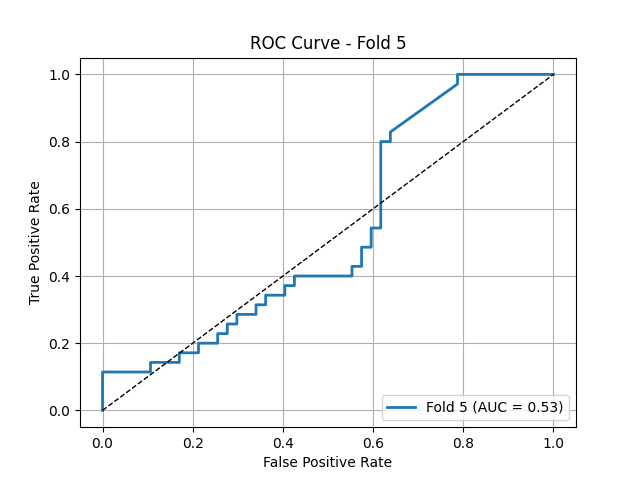 ROC Curve - Fold 5
True Positive Rate
1.0
0.8
0.6
0.4
0.2
0.0
Fold 5 (AUC = 0.53)
0.0 0.2 0.4 0.6 0.8 1.0
False Positive Rate